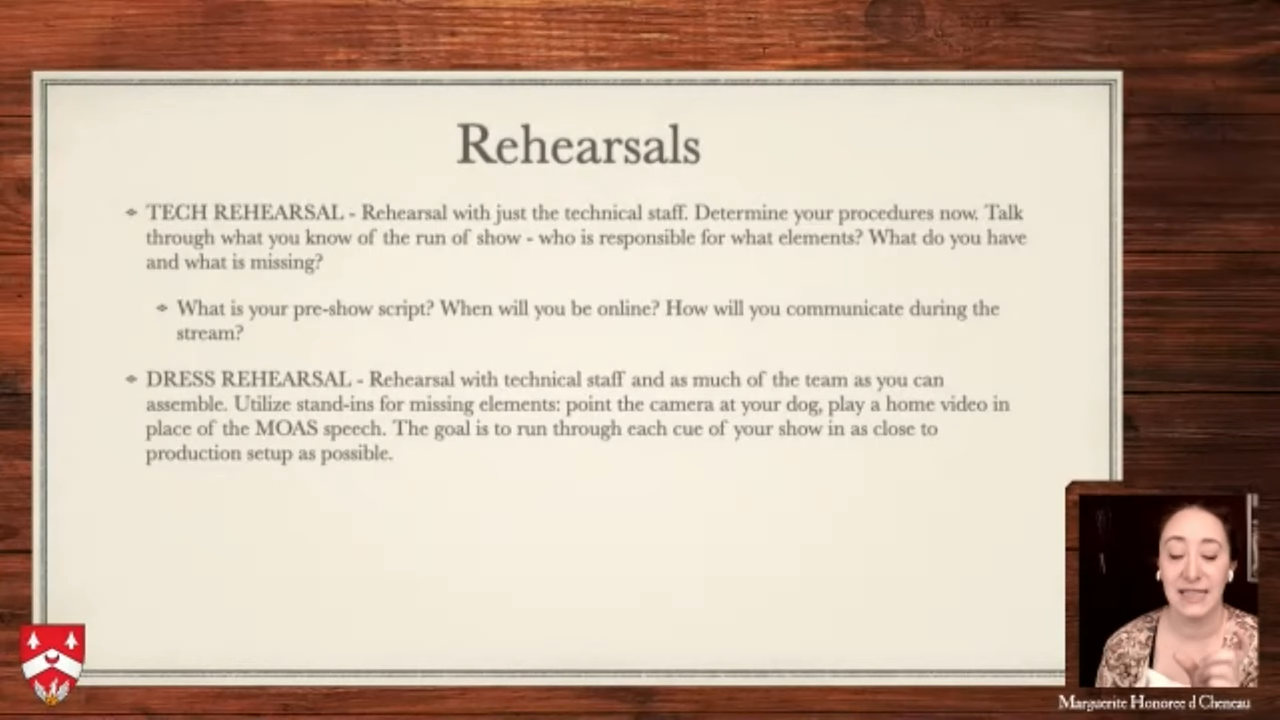 Rehearsals
TECH REHEARSAL - Rehearsal with just the technical staff. Determine your procedures now. Talk
through what you know of the run of show - who is responsible for what elements? What do you have
and what is missing?
What is your pre-show script? When will you be online? How will you communicate during the
stream?
DRESS REHEARSAL - Rehearsal with technical staff and as much of the team as you can
assemble. Utilize stand-ins for missing elements: point the camera at your dog, play a home video in
place of the MOAS speech. The goal is to run through each cue of your show in as close to
production setup as possible.
Marguerite Honoree d Cheneau